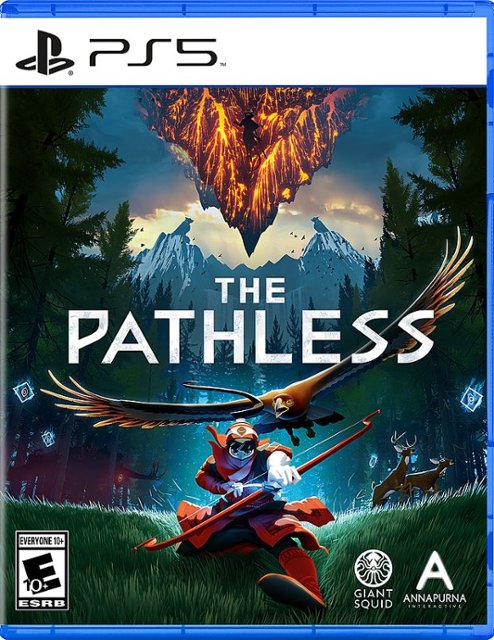 PS5
THE
PATHLESS
EVERYONE 10+
E
10+
ESRB
GIANT
SQUID
A
ANNAPURNA
INTERACTIVE